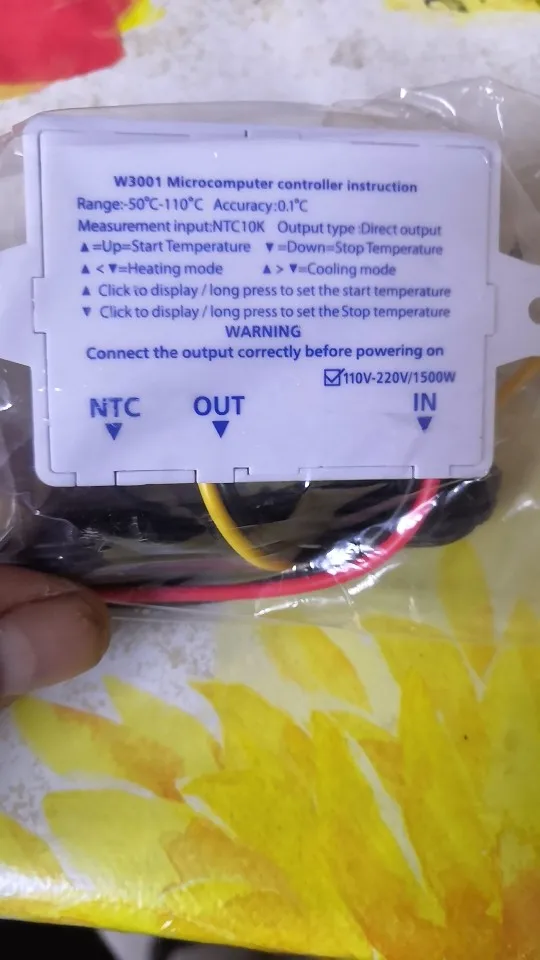 W3001 Microcomputer controller instruction
Range:-50°C-110°C Accuracy:0.1°C
Measurement input:NTC10K Output type :Direct output
▲=Up=Start Temperature ▼=Down=Stop Temperature
▲ < ▼=Heating mode ▲ > ▼=Cooling mode
▲ Click to display / long press to set the start temperature
▼ Click to display / long press to set the Stop temperature
WARNING
Connect the output correctly before powering on
☑110V-220V/1500W
NTC OUT IN
▼ ▼ ▼